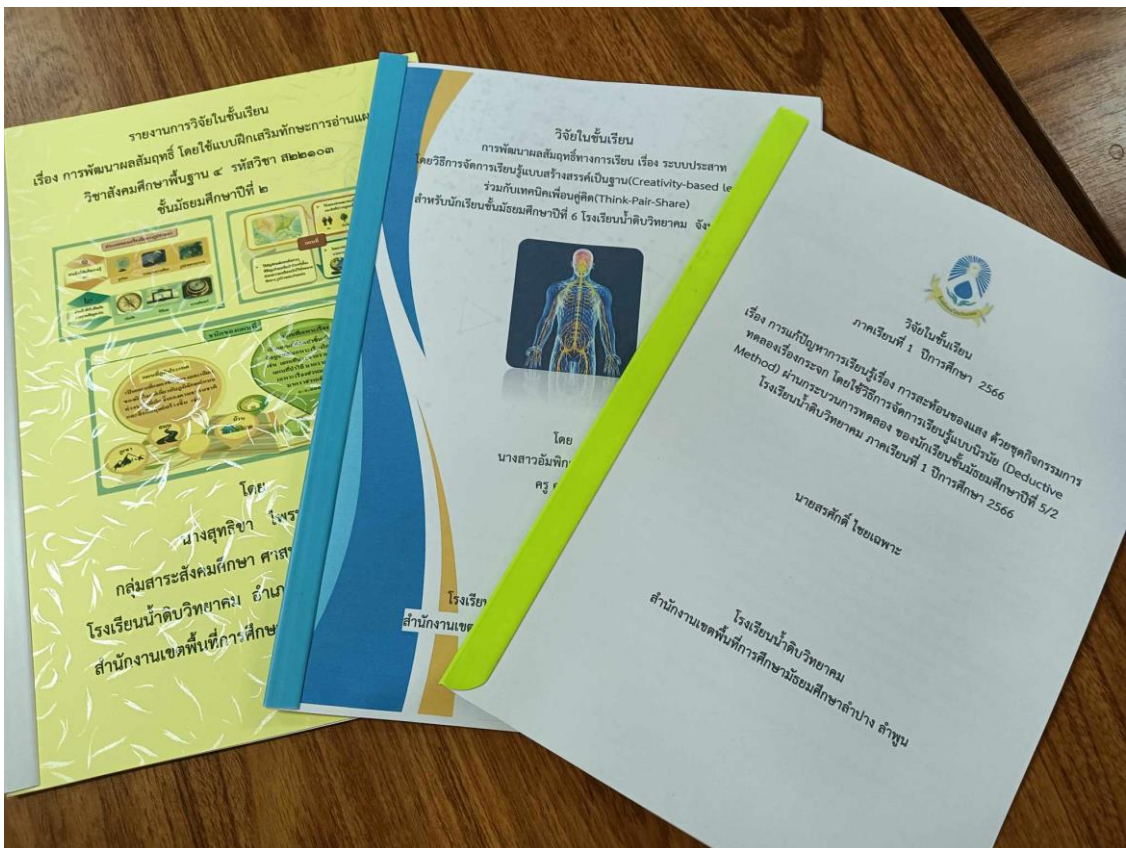 รายงานการวิจัยในชั้นเรียน
เรื่อง การพัฒนาผลสัมฤทธิ์ โดยใช้แบบฝึกเสริมทักษะการอ่านแผ
วิชาสังคมศึกษาพื้นฐาน ๔ รหัสวิชา ส๒๒๑๐๓
ชั้นมัธยมศึกษาปีที่ ๒
โดย
นางสุทธิชา ไพร
กลุ่มสาระสังคมศึกษา ศาส
โรงเรียนน้ำดิบวิทยาคม อำเภ
สำนักงานเขตพื้นที่การศึกษา
วิจัยในชั้นเรียน
การพัฒนาผลสัมฤทธิ์ทางการเรียน เรื่อง ระบบประสาท
โดยวิธีการจัดการเรียนรู้แบบสร้างสรรค์เป็นฐาน(Creativity-based le
ร่วมกับเทคนิคเพื่อนคู่คิด(Think-Pair-Share)
สำหรับนักเรียนชั้นมัธยมศึกษาปีที่ 6 โรงเรียนน้ำดิบวิทยาคม จัง
โดย
นางสาวอัมพิก
ครู
โรงเรีย
สำนักงานเขต
วิจัยในชั้นเรียน
ภาคเรียนที่ 1 ปีการศึกษา 2566
เรื่อง การแก้ปัญหาการเรียนรู้เรื่อง การสะท้อนของแสง ด้วยชุดกิจกรรมการ
ทดลองเรื่องกระจก โดยใช้วิธีการจัดการเรียนรู้แบบนิรนัย (Deductive
Method) ผ่านกระบวนการทดลอง ของนักเรียนชั้นมัธยมศึกษาปีที่ 5/2
โรงเรียนน้ำดิบวิทยาคม ภาคเรียนที่ 1 ปีการศึกษา 2566
นายสรศักดิ์ ไชยเฉพาะ
โรงเรียนน้ำดิบวิทยาคม
สำนักงานเขตพื้นที่การศึกษามัธยมศึกษาลำปาง ลำพูน